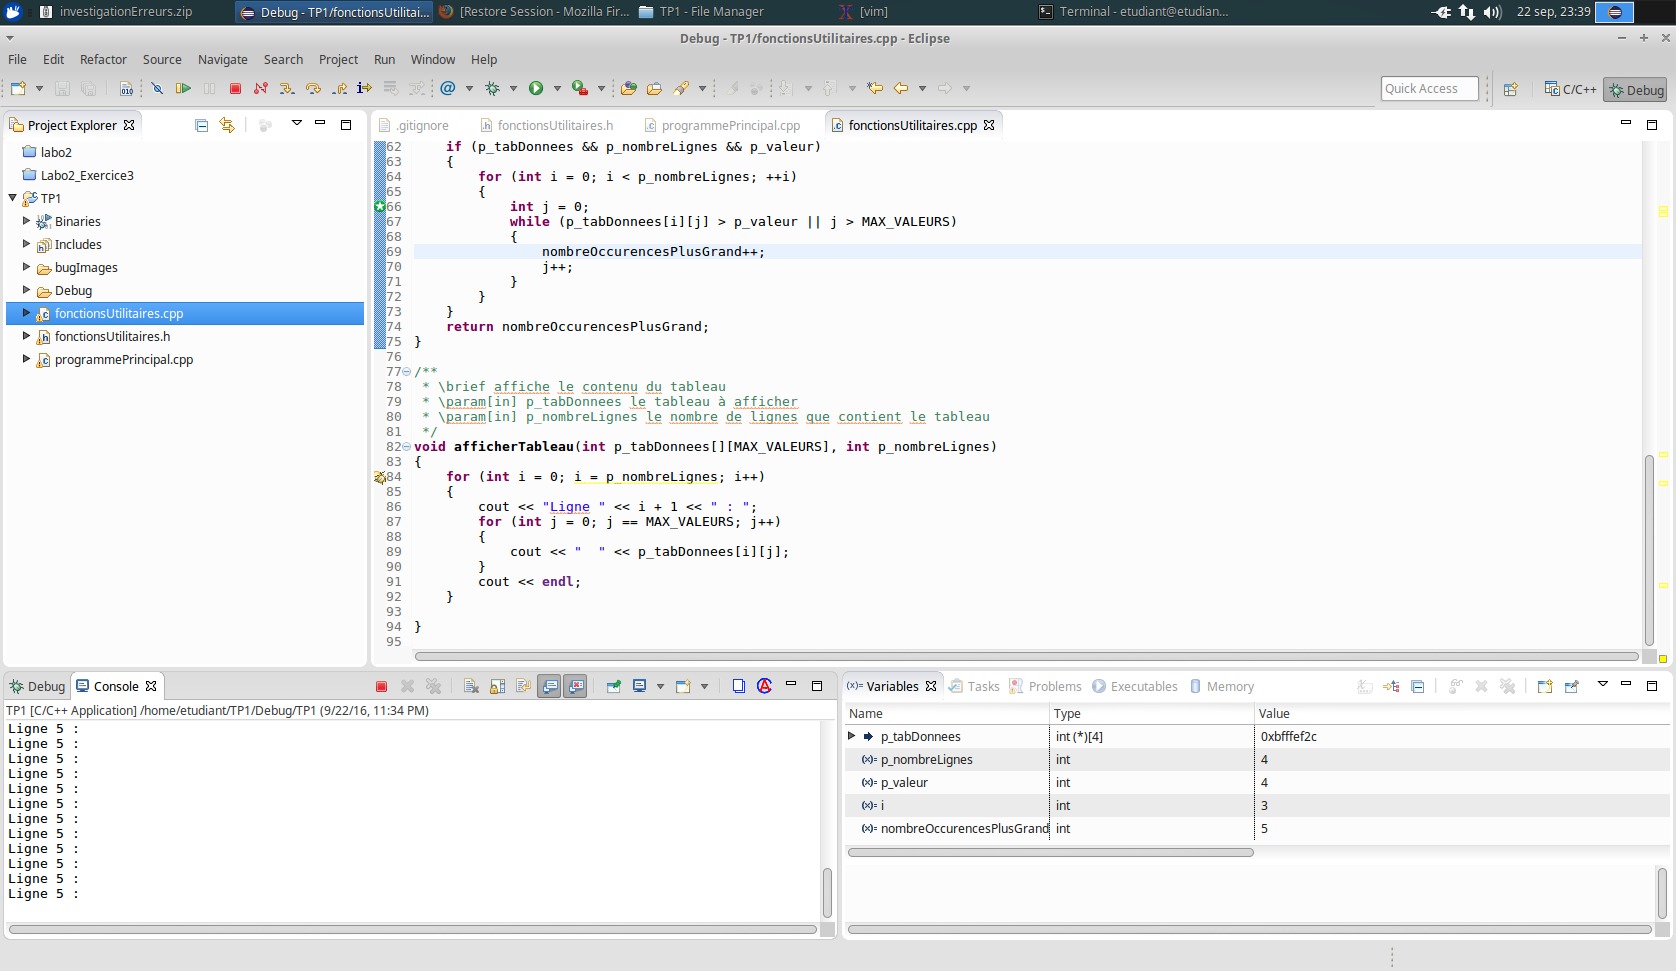 investigationErreurs.zip
Debug - TP1/fonctionsUtilitai...
[Restore Session - Mozilla Fir...
TP1 - File Manager
[vim]
Terminal - etudiant@etudian...
22 sep, 23:39
Debug - TP1/fonctionsUtilitaires.cpp - Eclipse
File Edit Refactor Source Navigate Search Project Run Window Help
Quick Access
C/C++
Debug
Project Explorer
labo2
Labo2_Exercice3
TP1
Binaries
Includes
bugImages
Debug
fonctionsUtilitaires.cpp
fonctionsUtilitaires.h
programmePrincipal.cpp
.gitignore
fonctionsUtilitaires.h
programmePrincipal.cpp
fonctionsUtilitaires.cpp
62 if (p_tabDonnees && p_nombreLignes && p_valeur)
63 {
64 for (int i = 0; i < p_nombreLignes; ++i)
65 {
66 int j = 0;
67 while (p_tabDonnees[i][j] > p_valeur || j > MAX_VALEURS)
68 {
69 nombreOccurencesPlusGrand++;
70 j++;
71 }
72 }
73 }
74 return nombreOccurencesPlusGrand;
75 }
76
77 /**
78 * \brief affiche le contenu du tableau
79 * \param[in] p_tabDonnees le tableau à afficher
80 * \param[in] p_nombreLignes le nombre de lignes que contient le tableau
81 */
82 void afficherTableau(int p_tabDonnees[][MAX_VALEURS], int p_nombreLignes)
83 {
84 for (int i = 0; i = p_nombreLignes; i++)
85 {
86 cout << "Ligne " << i + 1 << " : ";
87 for (int j = 0; j == MAX_VALEURS; j++)
88 {
89 cout << "  " << p_tabDonnees[i][j];
90 }
91 cout << endl;
92 }
93
94 }
95
Debug
Console
TP1 [C/C++ Application] /home/etudiant/TP1/Debug/TP1 (9/22/16, 11:34 PM)
Ligne 5 :
Ligne 5 :
Ligne 5 :
Ligne 5 :
Ligne 5 :
Ligne 5 :
Ligne 5 :
Ligne 5 :
Ligne 5 :
Ligne 5 :
Ligne 5 :
Ligne 5 :
(x)= Variables
Tasks
Problems
Executables
Memory
Name Type Value
p_tabDonnees int (*)[4] 0xbfffef2c
(x)= p_nombreLignes int 4
(x)= p_valeur int 4
(x)= i int 3
(x)= nombreOccurencesPlusGrand int 5